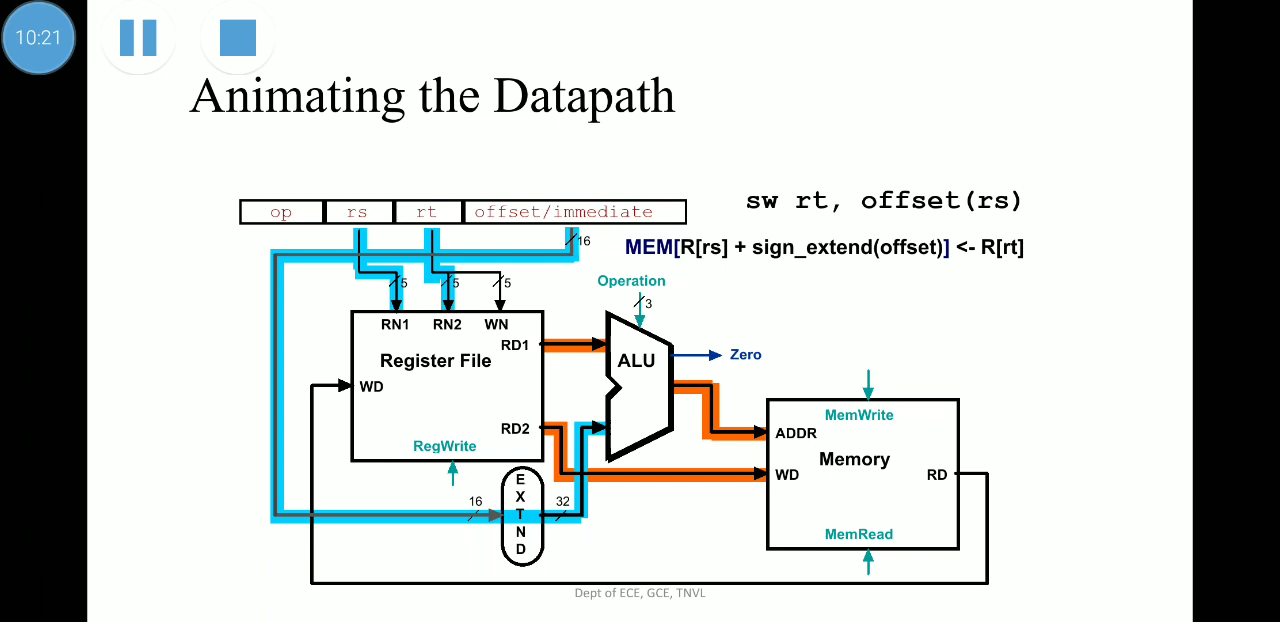 10:21
Animating the Datapath
sw rt, offset(rs)
op rs rt offset/immediate
16
MEM[R[rs] + sign_extend(offset)] <- R[rt]
5 5 5
Operation
3
RN1 RN2 WN
RD1
Register File
ALU
Zero
WD
RD2
RegWrite
MemWrite
ADDR
Memory
WD
RD
MemRead
16
E
X
T
N
D
32
Dept of ECE, GCE, TNVL